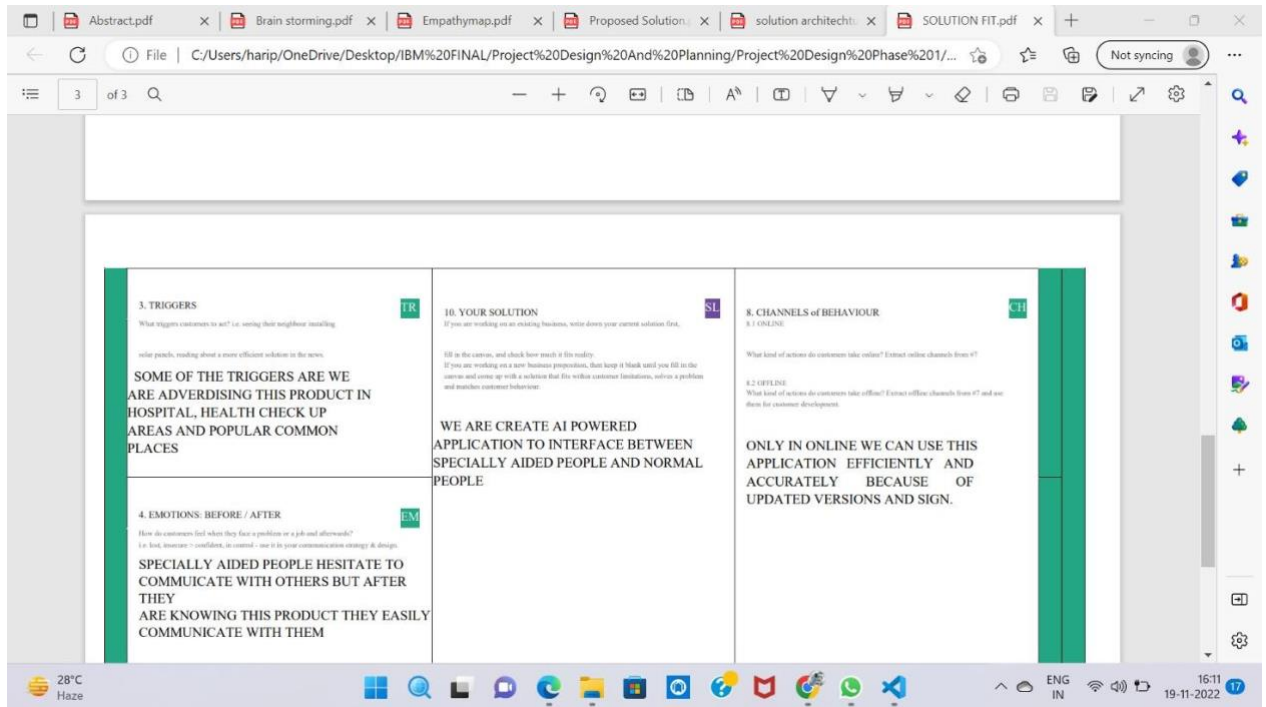 Abstract.pdf
Brain storming.pdf
Empathymap.pdf
Proposed Solution.
solution architechtu
SOLUTION FIT.pdf
File
C:/Users/harip/OneDrive/Desktop/IBM%20FINAL/Project%20Design%20And%20Planning/Project%20Design%20Phase%201/...
Not syncing
3 of 3
3. TRIGGERS
TR
What triggers customers to act? i.e. seeing their neighbour installing
solar panels, reading about a more efficient solution in the news.
SOME OF THE TRIGGERS ARE WE
ARE ADVERDISING THIS PRODUCT IN
HOSPITAL, HEALTH CHECK UP
AREAS AND POPULAR COMMON
PLACES
4. EMOTIONS: BEFORE / AFTER
EM
How do customers feel when they face a problem or a job and afterwards?
i.e. lost, insecure > confident, in control - use it in your communication strategy & design.
SPECIALLY AIDED PEOPLE HESITATE TO
COMMUICATE WITH OTHERS BUT AFTER
THEY
ARE KNOWING THIS PRODUCT THEY EASILY
COMMUNICATE WITH THEM
10. YOUR SOLUTION
SL
If you are working on an existing business, write down your current solution first,
fill in the canvas, and check how much it fits reality.
If you are working on a new business proposition, then keep it blank until you fill in the
canvas and come up with a solution that fits within customer limitations, solves a problem
and matches customer behaviour.
WE ARE CREATE AI POWERED
APPLICATION TO INTERFACE BETWEEN
SPECIALLY AIDED PEOPLE AND NORMAL
PEOPLE
8. CHANNELS of BEHAVIOUR
CH
8.1 ONLINE
What kind of actions do customers take online? Extract online channels from #7
8.2 OFFLINE
What kind of actions do customers take offline? Extract offline channels from #7 and use
them for customer development.
ONLY IN ONLINE WE CAN USE THIS
APPLICATION EFFICIENTLY AND
ACCURATELY BECAUSE OF
UPDATED VERSIONS AND SIGN.
28°C
Haze
ENG
IN
16:11
19-11-2022
17